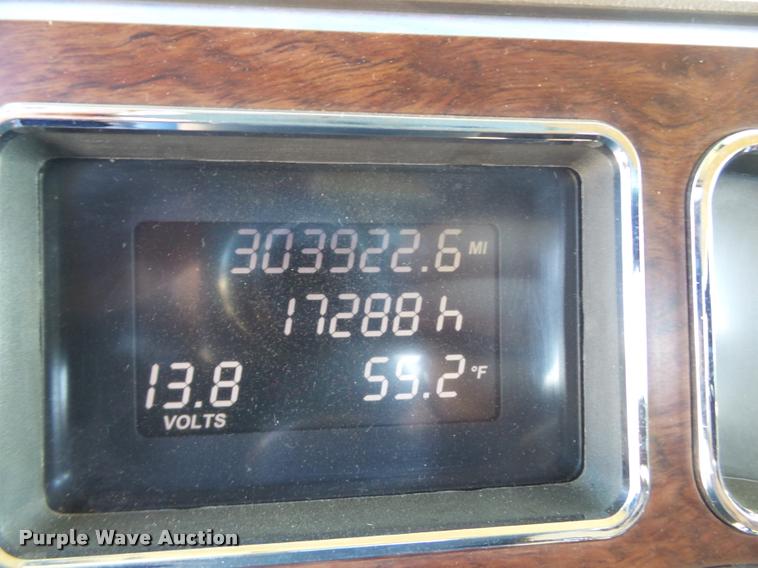 303922.6 MI
17288 h
13.8 55.2 °F
VOLTS
Purple Wave Auction